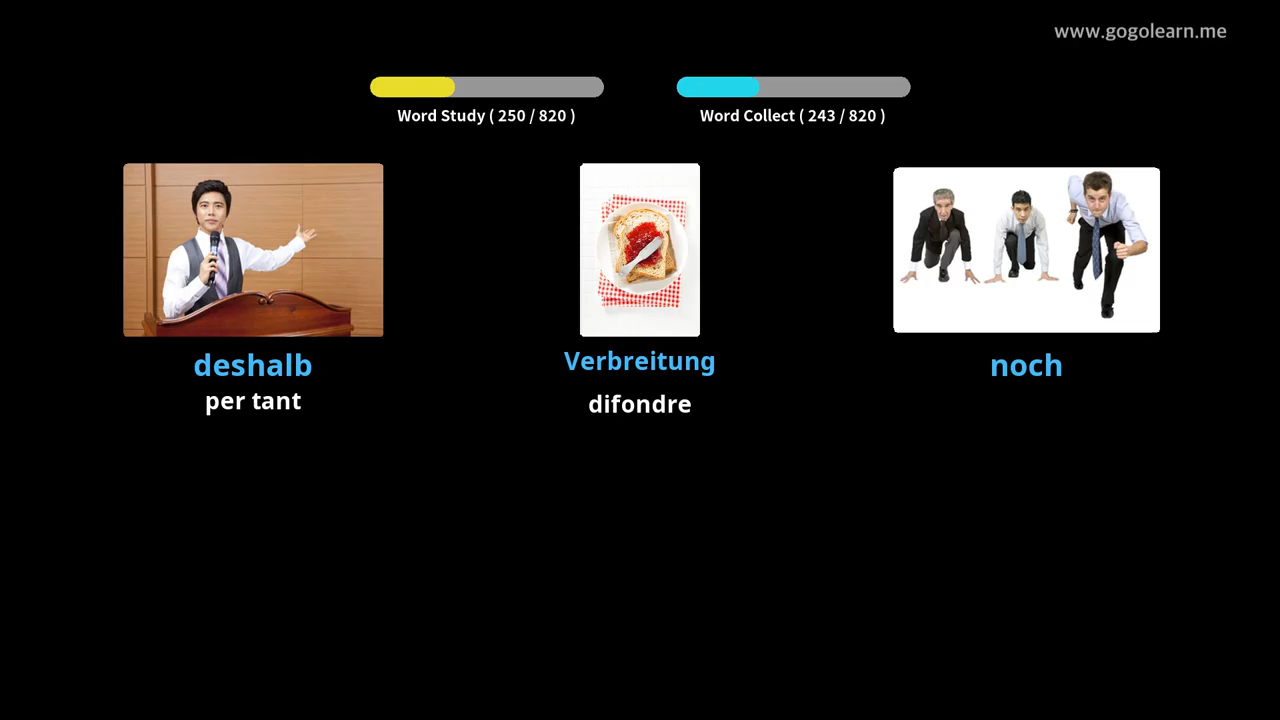 www.gogolearn.me
Word Study ( 250 / 820 )
Word Collect ( 243 / 820 )
deshalb
per tant
Verbreitung
difondre
noch